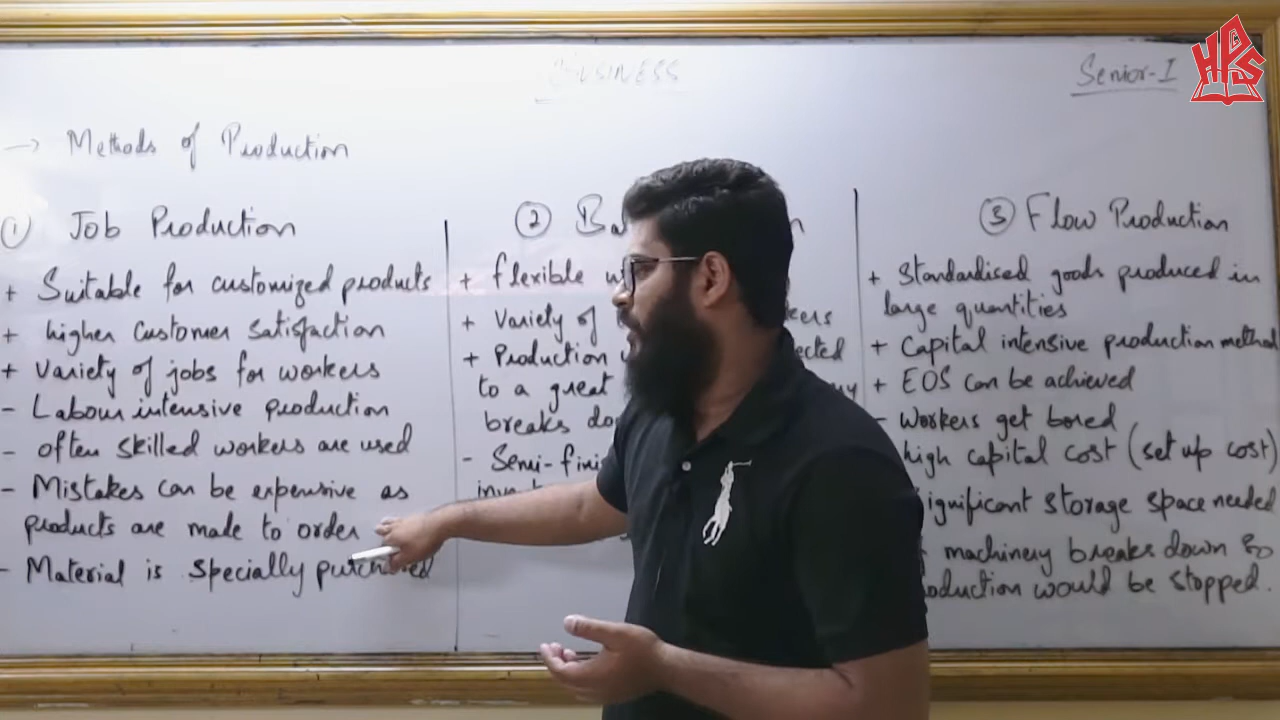 BUSINESS
Senior-I
HPS
→ Methods of Production
① Job Production
+ Suitable for customized products
+ higher customer satisfaction
+ Variety of jobs for workers
- Labour intensive production
- often skilled workers are used
- Mistakes can be expensive as
products are made to order
- Material is specially purchased
②
+ flexible
+ Variety of
+ Production
to a great
breaks
- Semi-
③ Flow Production
+ Standardised goods produced in
large quantities
+ Capital intensive production method
+ EOS can be achieved
- Workers get bored
high capital cost (set up cost)
significant storage space needed
machinery breaks down so
production would be stopped.